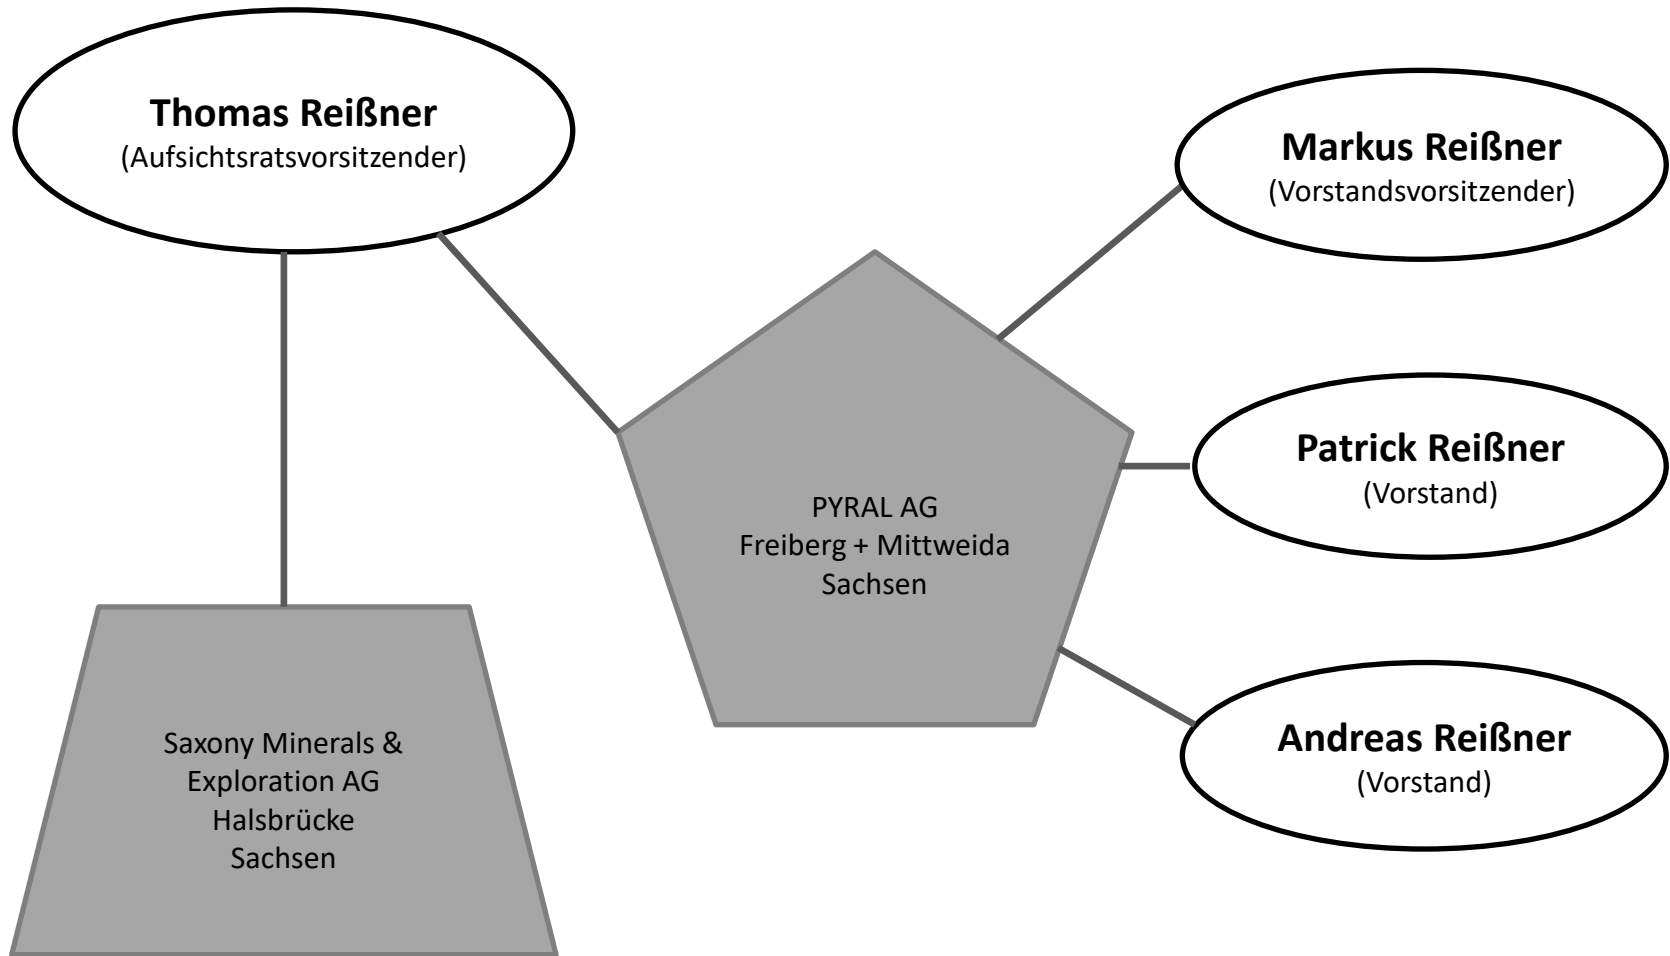 Thomas Reißner
(Aufsichtsratsvorsitzender)
Markus Reißner
(Vorstandsvorsitzender)
Patrick Reißner
(Vorstand)
PYRAL AG
Freiberg + Mittweida
Sachsen
Andreas Reißner
(Vorstand)
Saxony Minerals &
Exploration AG
Halsbrücke
Sachsen